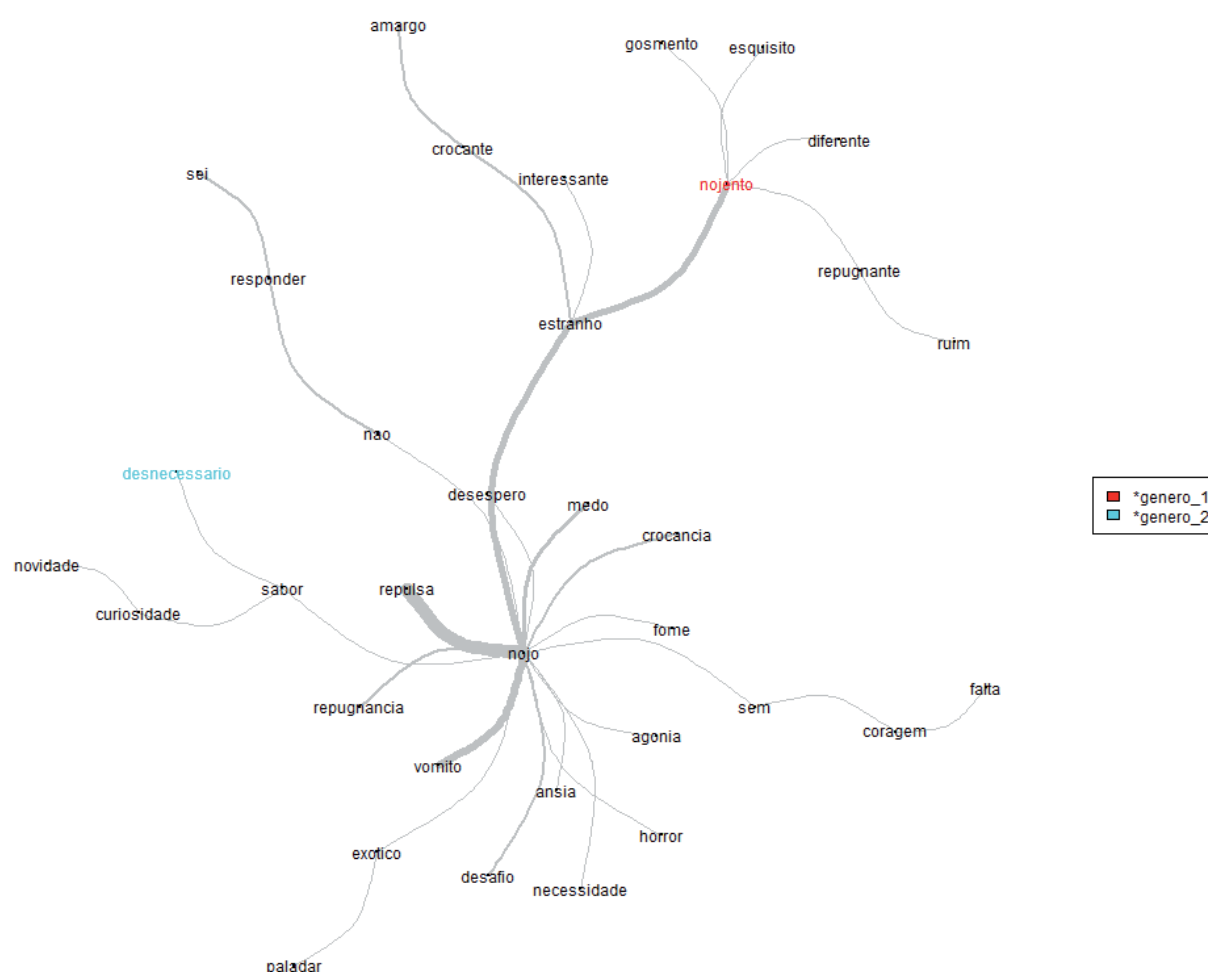 amargo
gosmento
esquisito
diferente
crocante
sei
interessante
nojento
repugnante
responder
estranho
ruim
nao
desnecessario
desespero
medo
*genero_1
*genero_2
crocancia
novidade
sabor
repulsa
curiosidade
fome
nojo
falta
repugnancia
sem
coragem
agonia
vomito
ansia
horror
exotico
desafio
necessidade
paladar